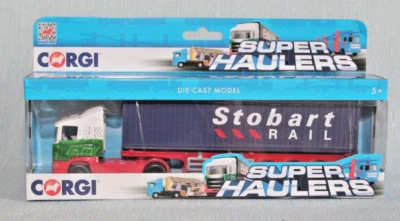 CORGI
SUPER
HAULERS
DIE-CAST MODEL
5+
Stobart
RAIL
CORGI
SUPER
HAULERS